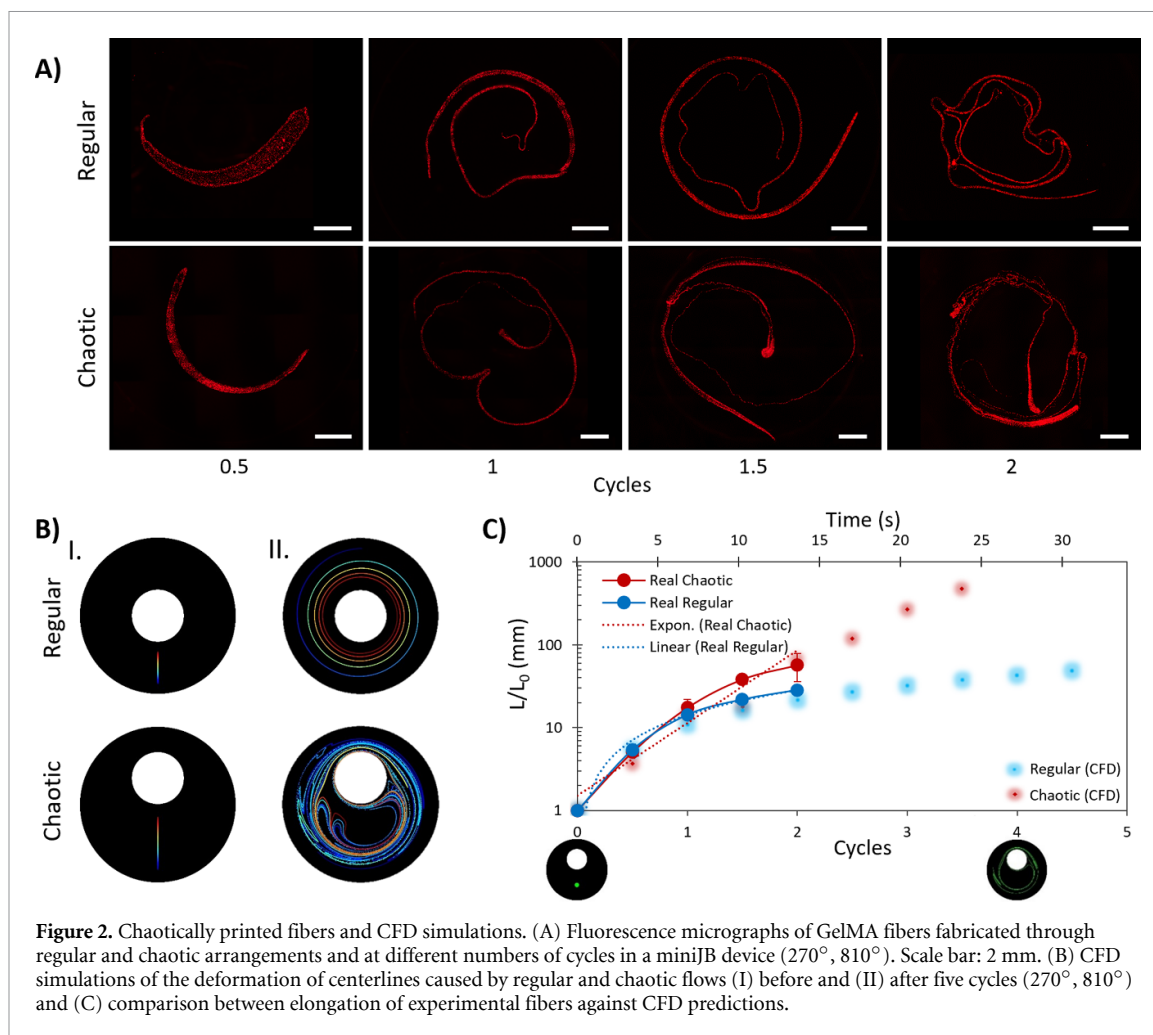 A)
Regular
Chaotic
0.5 1 1.5 2
Cycles
B)
I. II.
Regular
Chaotic
C)
Time (s)
0 5 10 15 20 25 30
1000
100
10
1
L/L0 (mm)
Real Chaotic
Real Regular
Expon. (Real Chaotic)
Linear (Real Regular)
Regular (CFD)
Chaotic (CFD)
0 1 2 3 4 5
Cycles
Figure 2. Chaotically printed fibers and CFD simulations. (A) Fluorescence micrographs of GelMA fibers fabricated through
regular and chaotic arrangements and at different numbers of cycles in a miniJB device (270°, 810°). Scale bar: 2 mm. (B) CFD
simulations of the deformation of centerlines caused by regular and chaotic flows (I) before and (II) after five cycles (270°, 810°)
and (C) comparison between elongation of experimental fibers against CFD predictions.